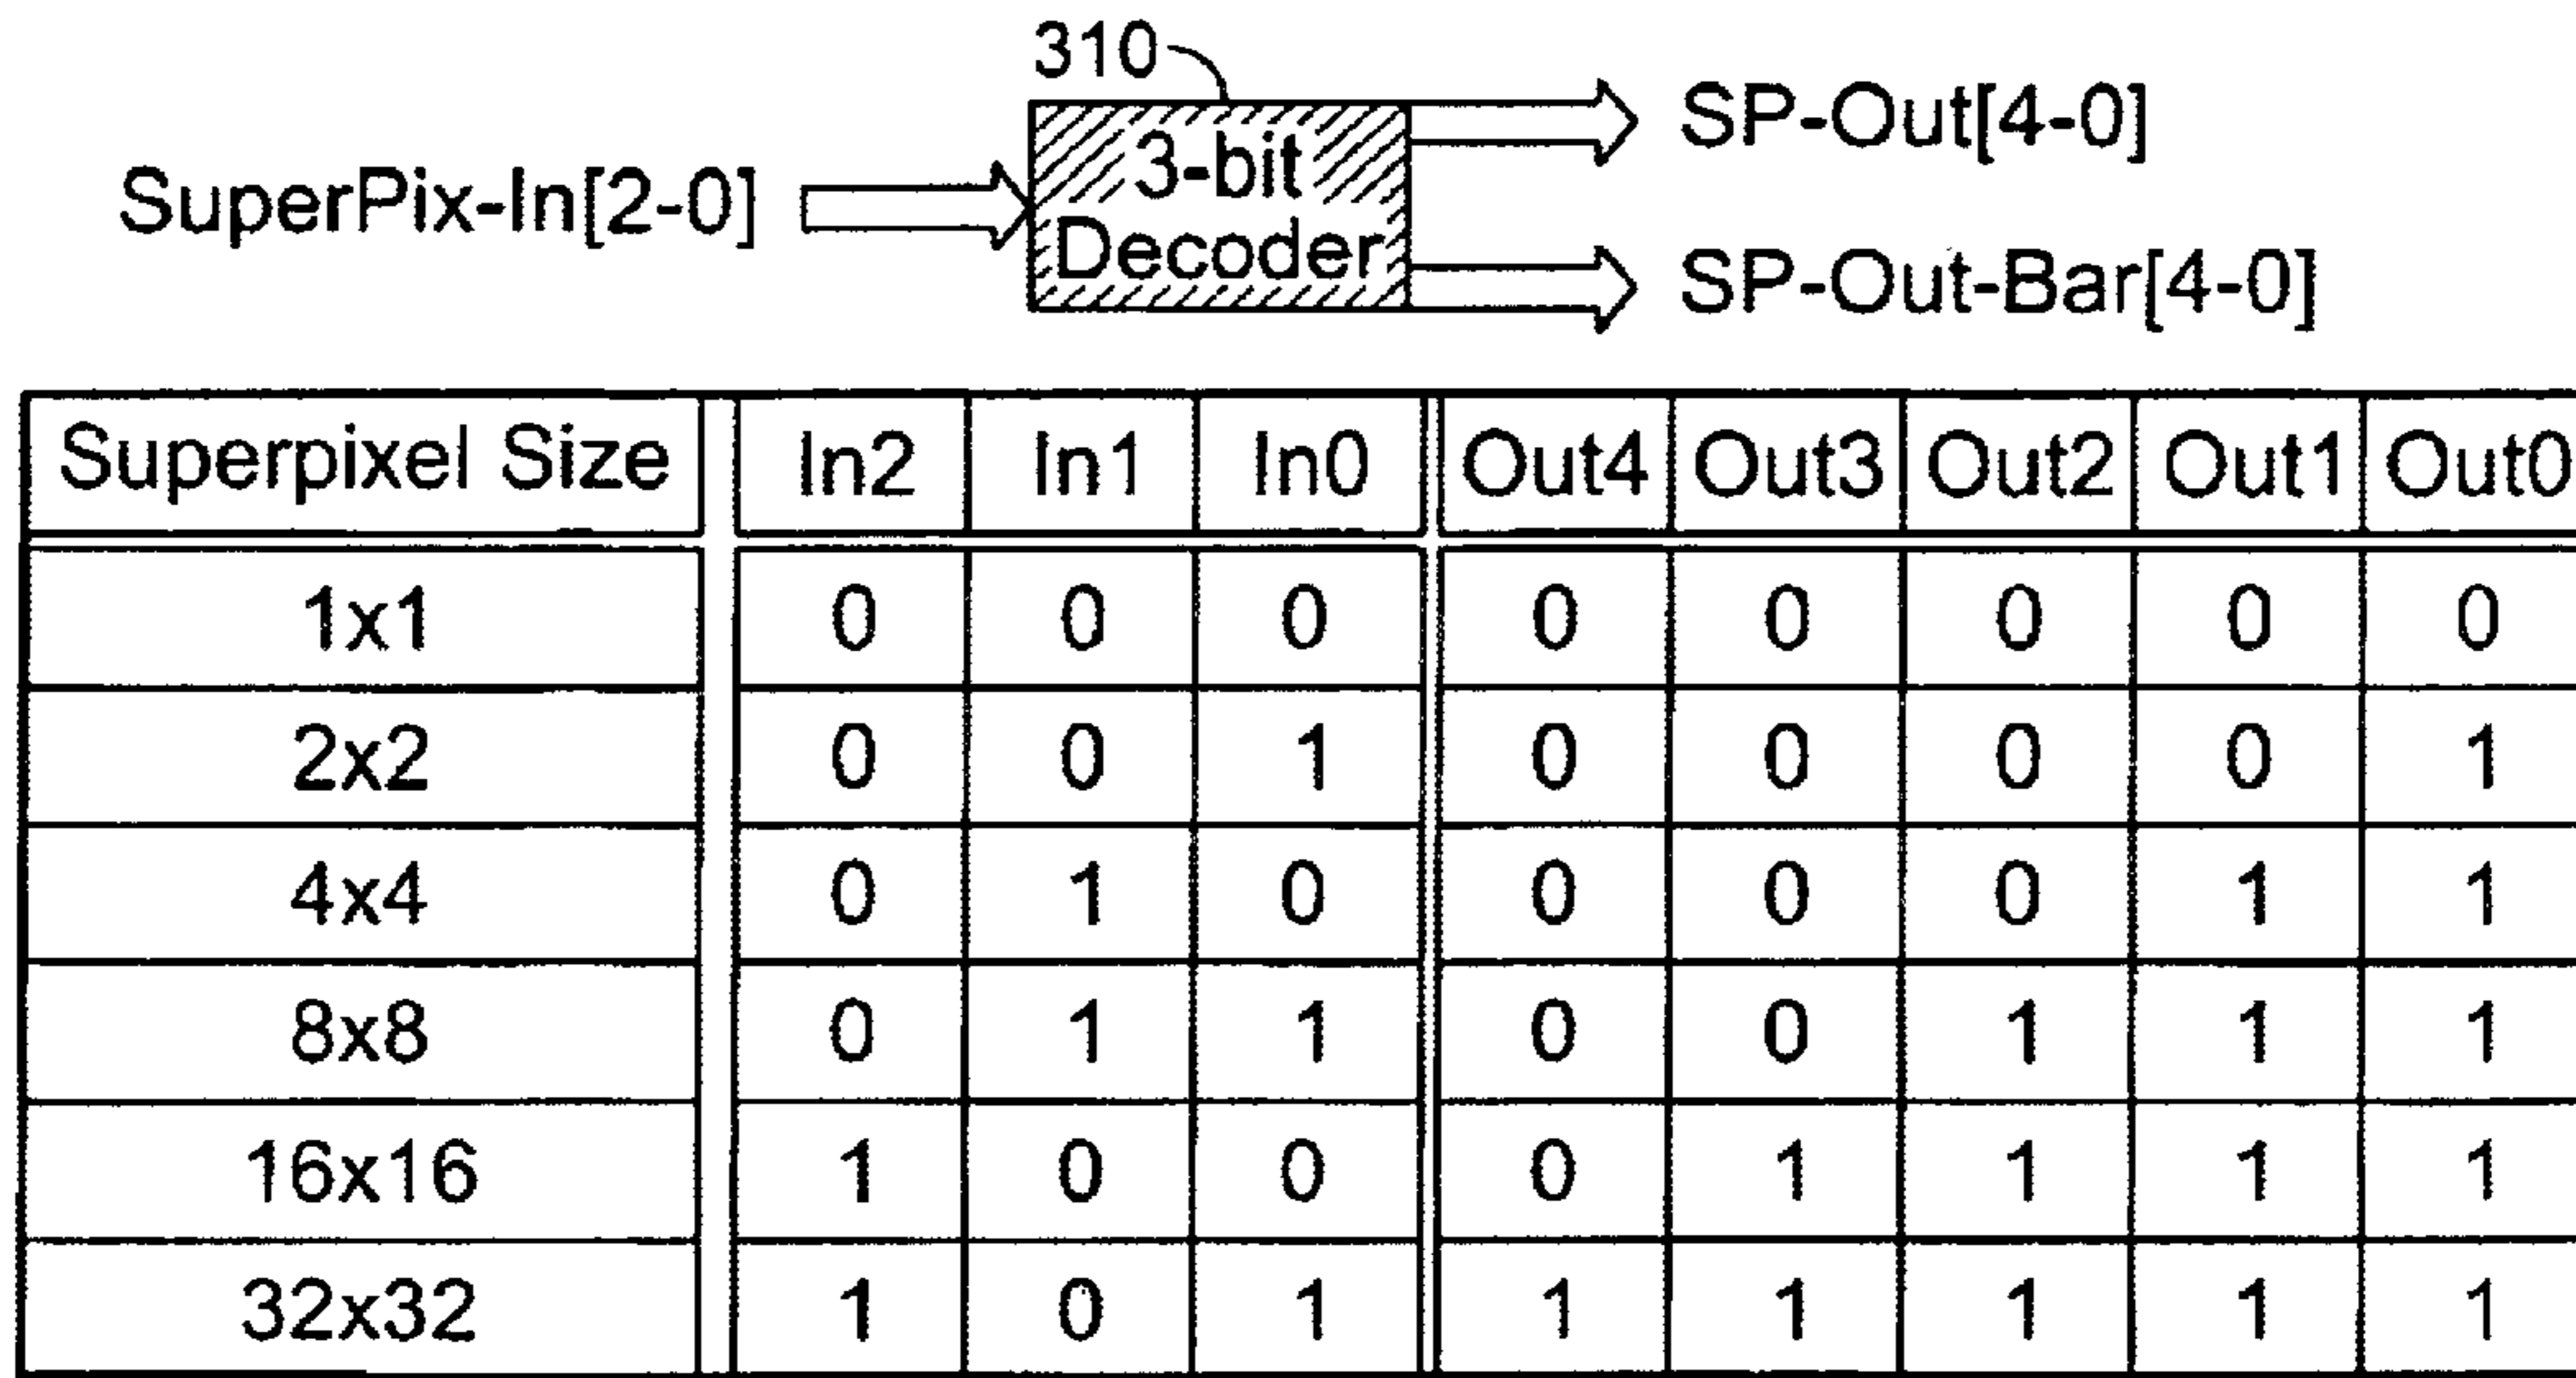 310
SuperPix-In[2-0]
3-bit
Decoder
SP-Out[4-0]
SP-Out-Bar[4-0]
Superpixel Size In2 In1 In0 Out4 Out3 Out2 Out1 Out0
1x1 0 0 0 0 0 0 0 0
2x2 0 0 1 0 0 0 0 1
4x4 0 1 0 0 0 0 1 1
8x8 0 1 1 0 0 1 1 1
16x16 1 0 0 0 1 1 1 1
32x32 1 0 1 1 1 1 1 1